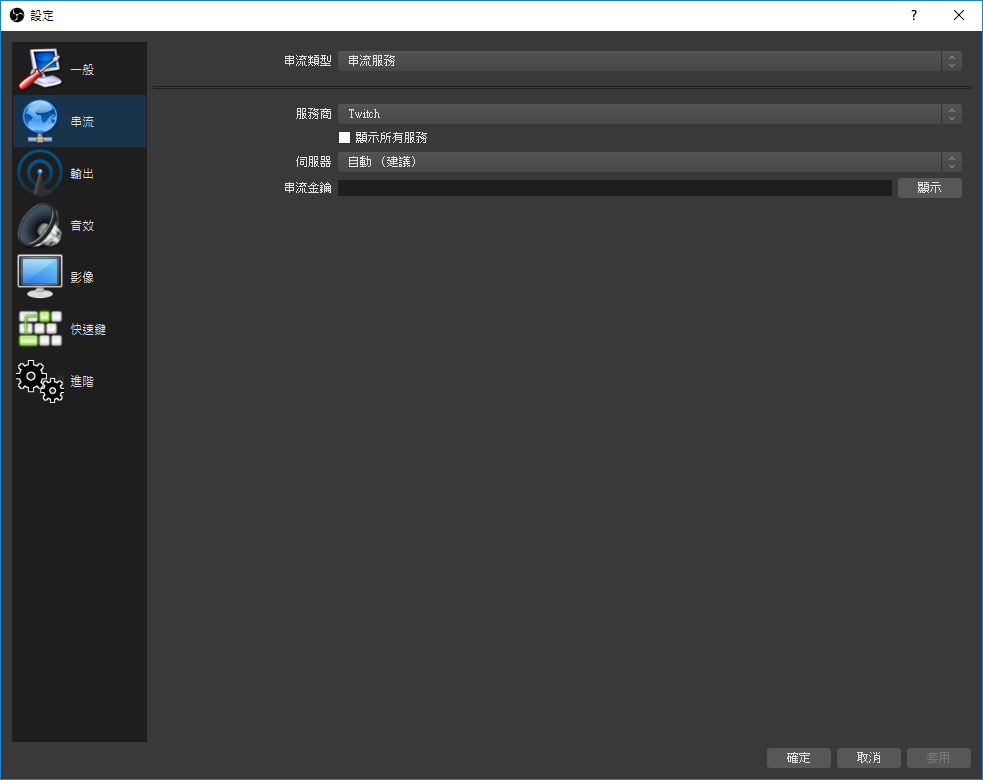 設定
?
一般
串流
輸出
音效
影像
快速鍵
進階
串流類型 串流服務
服務商 Twitch
顯示所有服務
伺服器 自動 （建議）
串流金鑰 顯示
確定 取消 套用